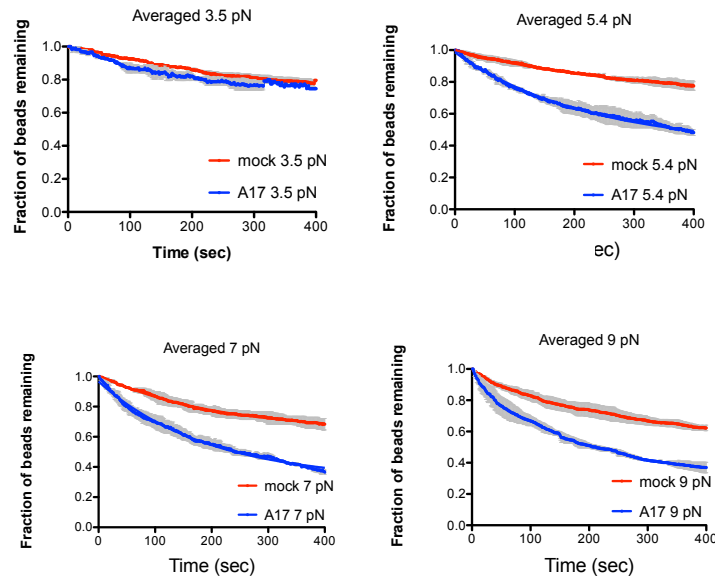 Averaged 3.5 pN
Fraction of beads remaining
1.0
0.8
0.6
0.4
0.2
0.0
mock 3.5 pN
A17 3.5 pN
0 100 200 300 400
Time (sec)
Averaged 5.4 pN
Fraction of beads remaining
1.0
0.8
0.6
0.4
0.2
0.0
mock 5.4 pN
A17 5.4 pN
0 100 200 300 400
ec)
Averaged 7 pN
Fraction of beads remaining
1.0
0.8
0.6
0.4
0.2
0.0
mock 7 pN
A17 7 pN
0 100 200 300 400
Time (sec)
Averaged 9 pN
Fraction of beads remaining
1.0
0.8
0.6
0.4
0.2
0.0
mock 9 pN
A17 9 pN
0 100 200 300 400
Time (sec)